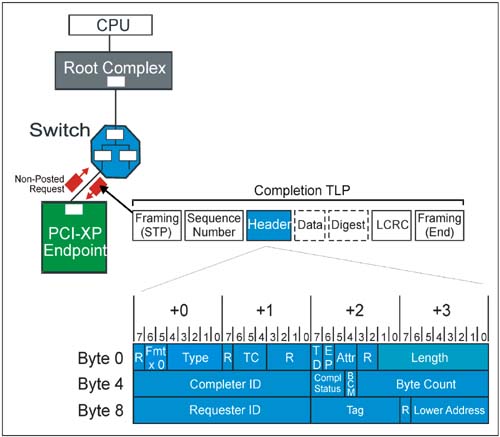 CPU
Root Complex
Switch
Non-Posted
Request
PCI-XP
Endpoint
Completion TLP
Framing
(STP)
Sequence
Number
Header
Data
Digest
LCRC
Framing
(End)
+0 +1 +2 +3
7 6 5 4 3 2 1 0 7 6 5 4 3 2 1 0 7 6 5 4 3 2 1 0 7 6 5 4 3 2 1 0
Byte 0 R Fmt x 0 Type R TC R TD EP Attr R Length
Byte 4 Completer ID Compl Status BCM Byte Count
Byte 8 Requester ID Tag R Lower Address